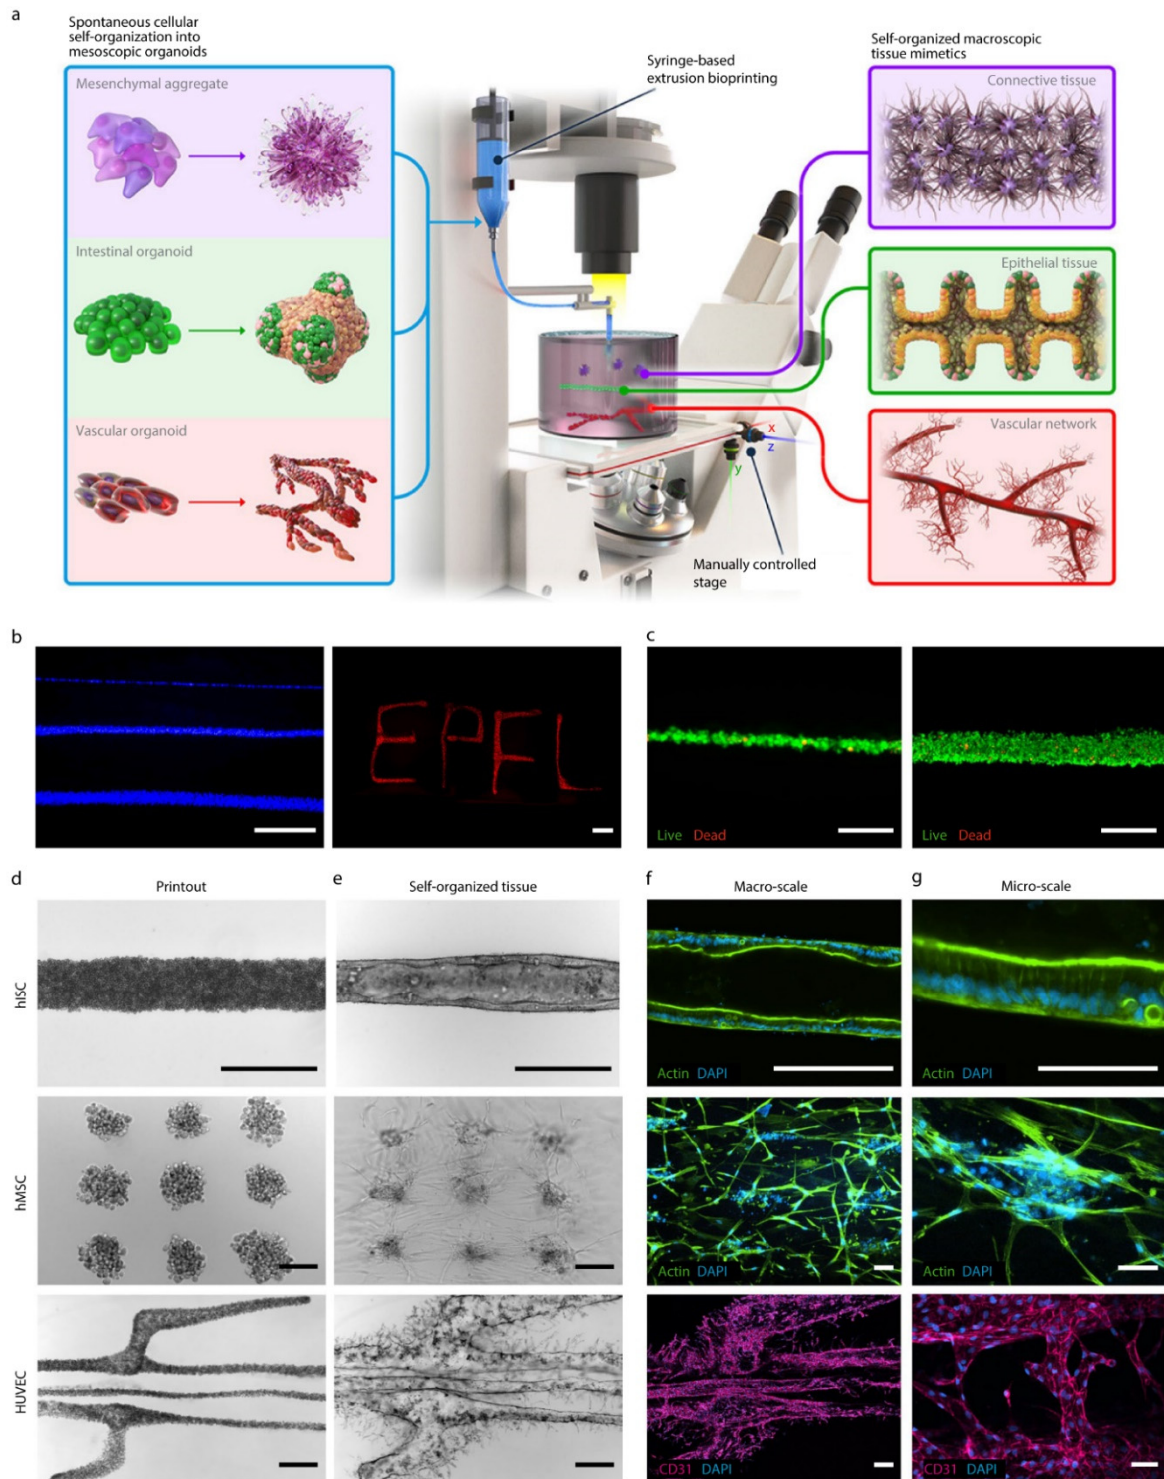 a
Spontaneous cellular
self-organization into
mesoscopic organoids
Mesenchymal aggregate
Intestinal organoid
Vascular organoid
Syringe-based
extrusion bioprinting
x
z
y
Manually controlled
stage
Self-organized macroscopic
tissue mimetics
Connective tissue
Epithelial tissue
Vascular network
b
EPFL
c
Live Dead
Live Dead
d
Printout
e
Self-organized tissue
f
Macro-scale
g
Micro-scale
hISC
Actin DAPI
Actin DAPI
hMSC
Actin DAPI
Actin DAPI
HUVEC
CD31 DAPI
CD31 DAPI